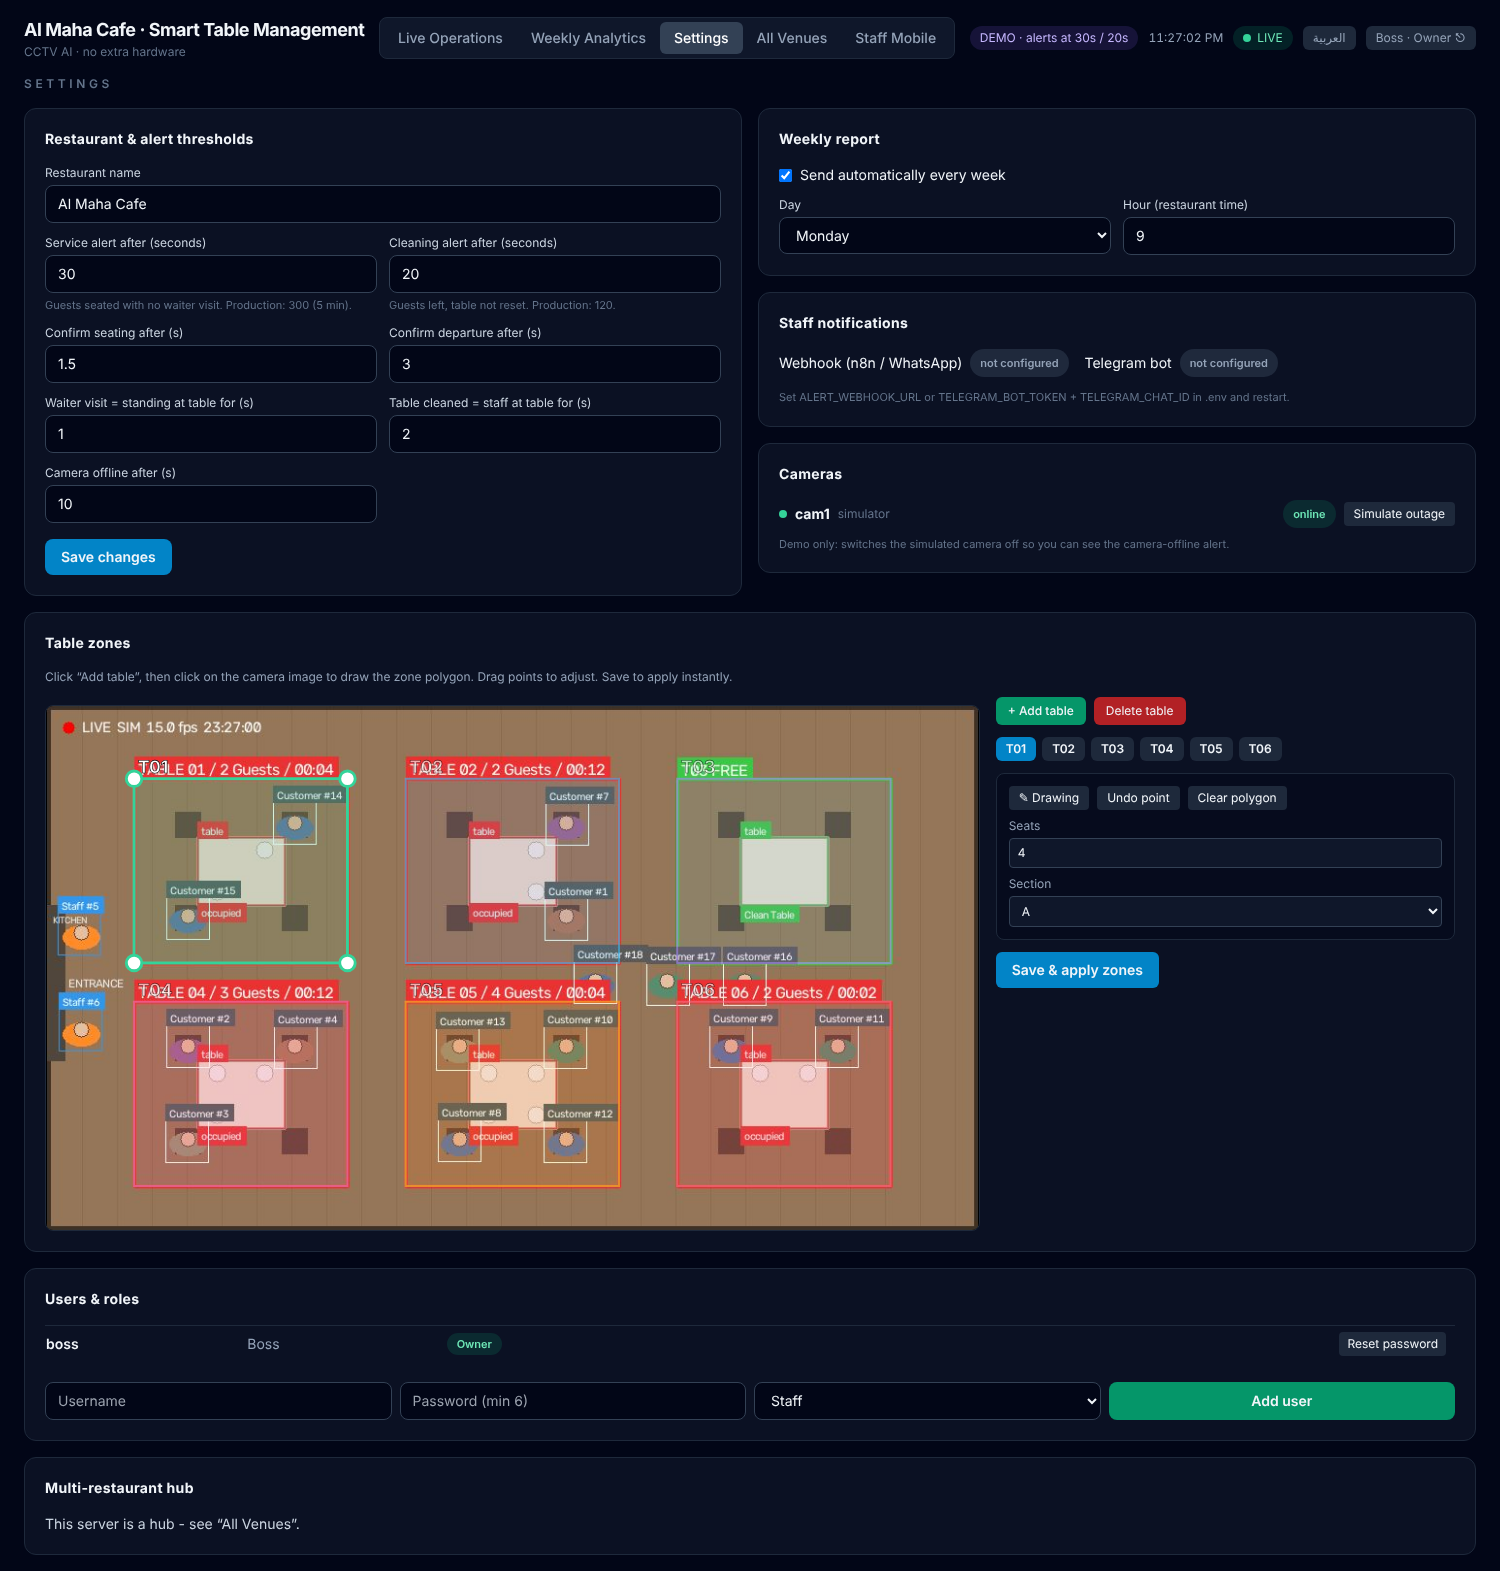 Al Maha Cafe · Smart Table Management
CCTV AI · no extra hardware
Live Operations
Weekly Analytics
Settings
All Venues
Staff Mobile
DEMO · alerts at 30s / 20s
11:27:02 PM
LIVE
العربية
Boss · Owner
SETTINGS
Restaurant & alert thresholds
Restaurant name
Al Maha Cafe
Service alert after (seconds)
Cleaning alert after (seconds)
30
20
Guests seated with no waiter visit. Production: 300 (5 min).
Guests left, table not reset. Production: 120.
Confirm seating after (s)
Confirm departure after (s)
1.5
3
Waiter visit = standing at table for (s)
Table cleaned = staff at table for (s)
1
2
Camera offline after (s)
10
Save changes
Weekly report
Send automatically every week
Day
Hour (restaurant time)
Monday
9
Staff notifications
Webhook (n8n / WhatsApp) not configured
Telegram bot not configured
Set ALERT_WEBHOOK_URL or TELEGRAM_BOT_TOKEN + TELEGRAM_CHAT_ID in .env and restart.
Cameras
cam1 simulator
online
Simulate outage
Demo only: switches the simulated camera off so you can see the camera-offline alert.
Table zones
Click “Add table”, then click on the camera image to draw the zone polygon. Drag points to adjust. Save to apply instantly.
LIVE SIM 15.0 fps 23:27:00
T01
TABLE 01 / 2 Guests / 00:04
T02
TABLE 02 / 2 Guests / 00:12
T03
T03 FREE
Customer #14
Customer #7
table
table
table
Customer #15
Customer #1
occupied
occupied
Clean Table
Staff #5
KITCHEN
Customer #18
Customer #17
Customer #16
ENTRANCE
Staff #6
T04
TABLE 04 / 3 Guests / 00:12
T05
TABLE 05 / 4 Guests / 00:04
T06
TABLE 06 / 2 Guests / 00:02
Customer #2
Customer #4
Customer #13
Customer #10
Customer #9
Customer #11
table
table
table
Customer #3
Customer #8
Customer #12
occupied
occupied
occupied
+ Add table
Delete table
T01
T02
T03
T04
T05
T06
✎ Drawing
Undo point
Clear polygon
Seats
4
Section
A
Save & apply zones
Users & roles
boss
Boss
Owner
Reset password
Username
Password (min 6)
Staff
Add user
Multi-restaurant hub
This server is a hub - see “All Venues”.